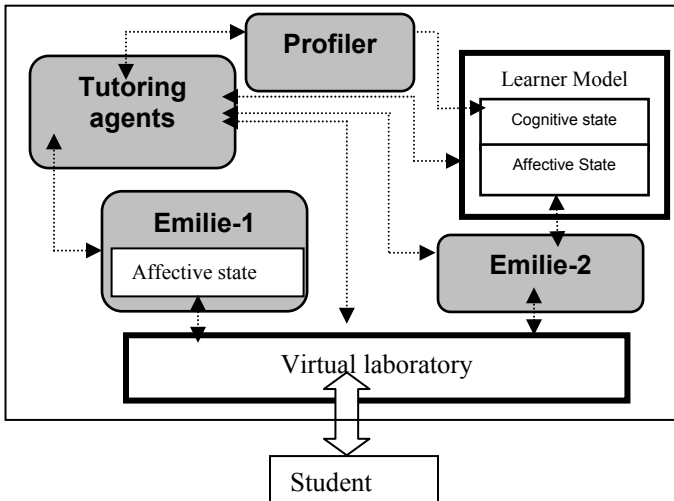 Profiler
Tutoring
agents
Learner Model
Cognitive state
Affective State
Emilie-1
Affective state
Emilie-2
Virtual laboratory
Student